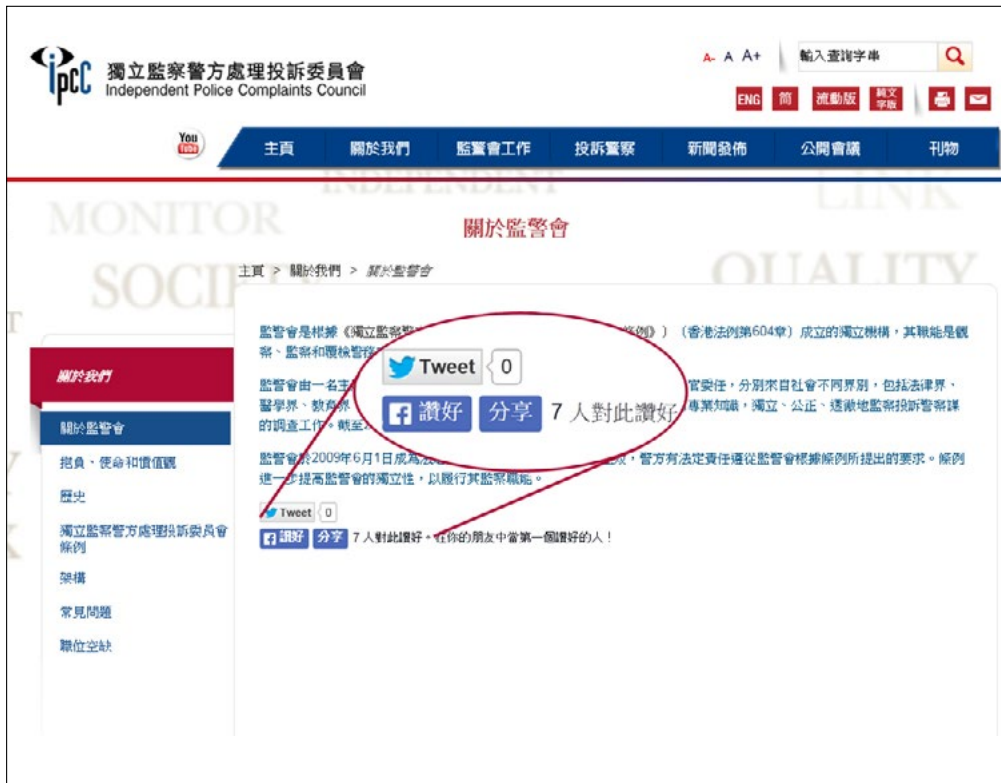 ipcc 獨立監察警方處理投訴委員會
Independent Police Complaints Council
A- A A+ 輸入查詢字串
ENG 简 流動版 純文字版
You Tube
主頁 關於我們 監警會工作 投訴警察 新聞發佈 公開會議 刊物
INDEPENDENT
LINK
MONITOR
關於監警會
SOCIETY
QUALITY
主頁 > 關於我們 > 關於監警會
監警會是根據《獨立監察警 條例》）（香港法例第604章）成立的獨立機構，其職能是觀
察、監察和覆檢警務
Tweet 0
監警會由一名主 官委任，分別來自社會不同界別，包括法律界、
醫學界、教育界 專業知識，獨立、公正、透徹地監察投訴警察課
讚好 分享 7 人對此讚好
的調查工作。截至
監警會於2009年6月1日成為法 ，警方有法定責任遵從監警會根據條例所提出的要求。條例
進一步提高監警會的獨立性，以履行其監察職能。
Tweet 0
讚好 分享 7 人對此讚好。在你的朋友中當第一個讚好的人！
關於我們
關於監警會
抱負、使命和價值觀
歷史
獨立監察警方處理投訴委員會
條例
架構
常見問題
職位空缺